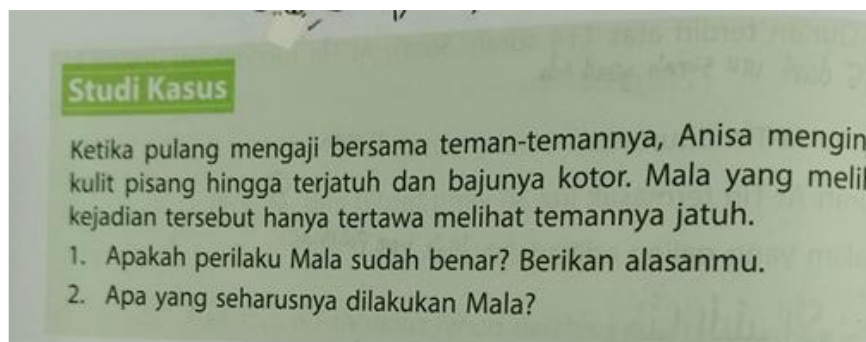 Studi Kasus
Ketika pulang mengaji bersama teman-temannya, Anisa mengin
kulit pisang hingga terjatuh dan bajunya kotor. Mala yang meli
kejadian tersebut hanya tertawa melihat temannya jatuh.
1. Apakah perilaku Mala sudah benar? Berikan alasanmu.
2. Apa yang seharusnya dilakukan Mala?